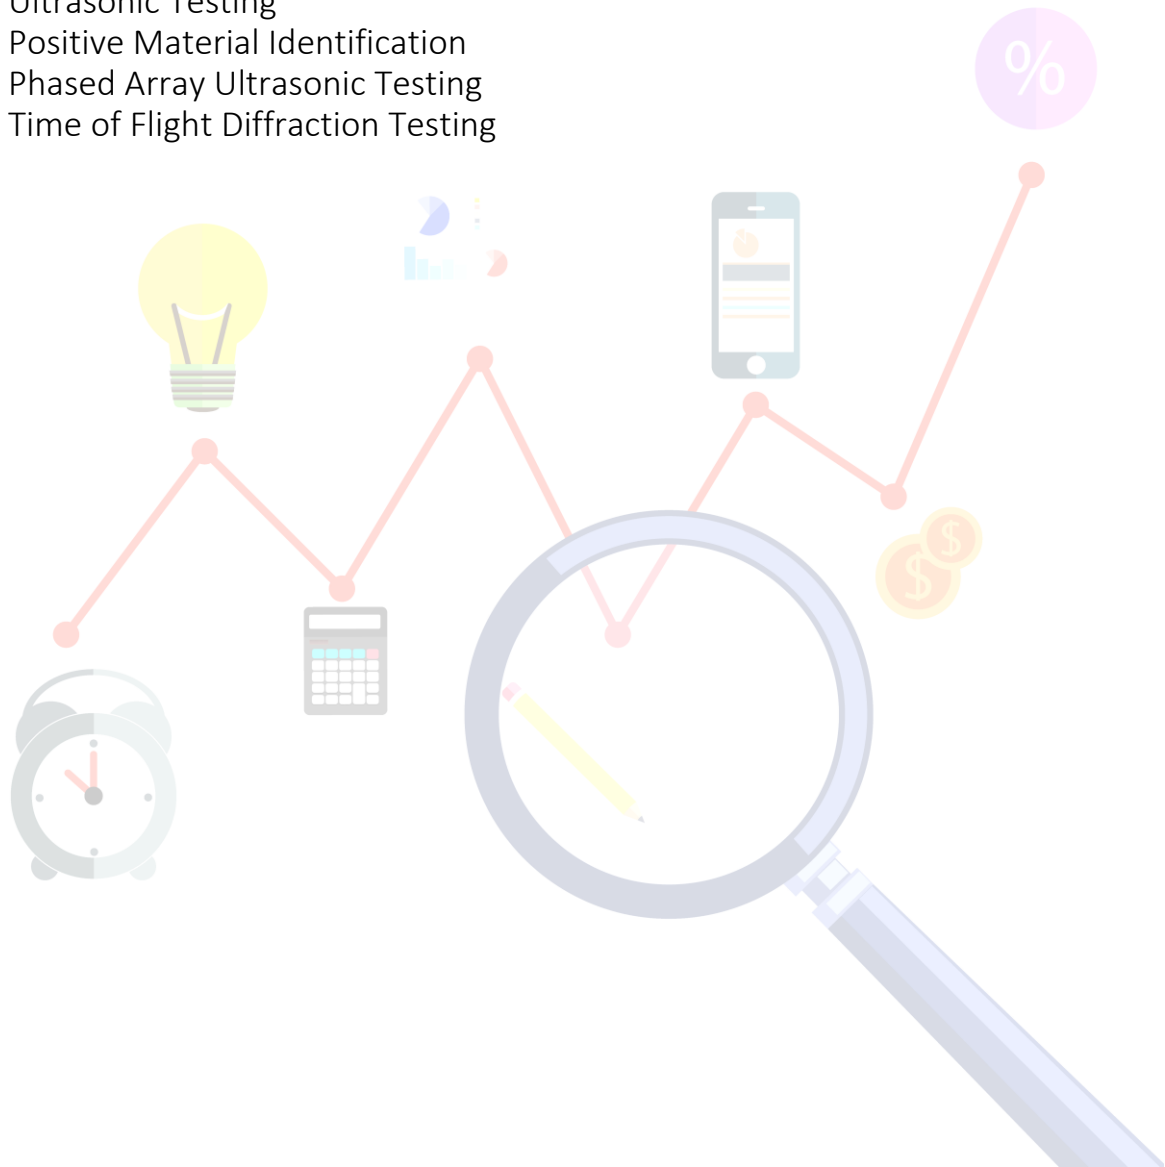 Ultrasonic Testing
Positive Material Identification
Phased Array Ultrasonic Testing
Time of Flight Diffraction Testing
%
$
$